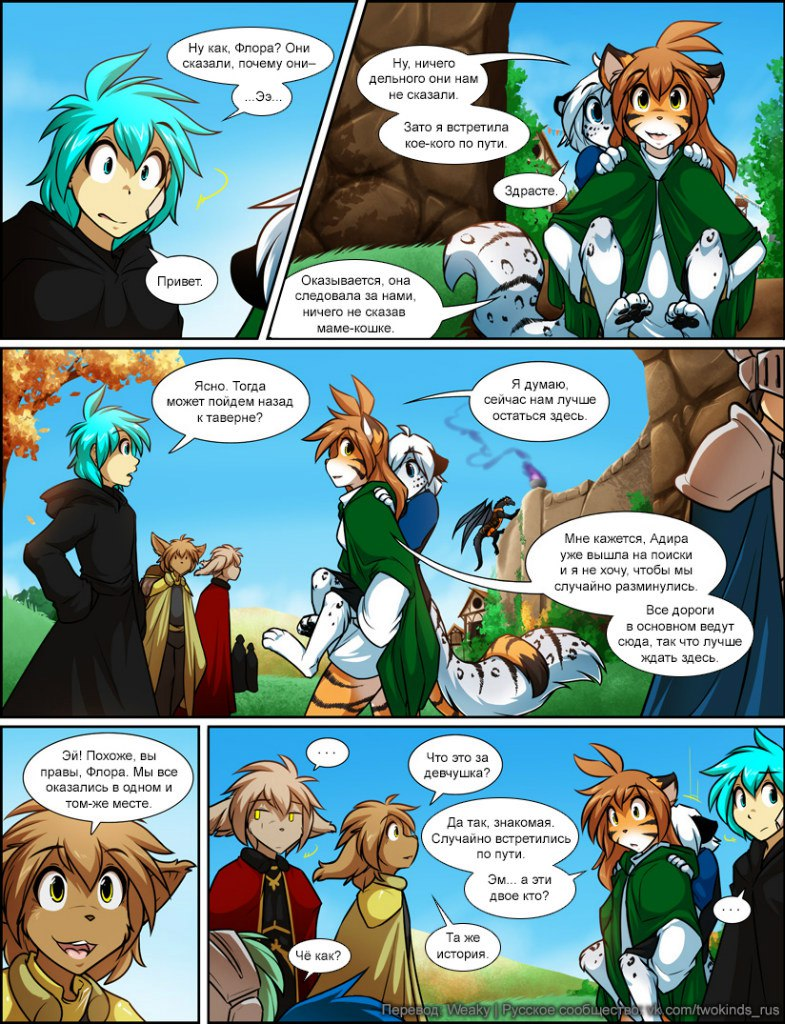 Ну как, Флора? Они
сказали, почему они–
...Ээ...
Привет.
Ну, ничего
дельного они нам
не сказали.
Зато я встретила
кое-кого по пути.
Здрасте.
Оказывается, она
следовала за нами,
ничего не сказав
маме-кошке.
Ясно. Тогда
может пойдем назад
к таверне?
Я думаю,
сейчас нам лучше
остаться здесь.
Мне кажется, Адира
уже вышла на поиски
и я не хочу, чтобы мы
случайно разминулись.
Все дороги
в основном ведут
сюда, так что лучше
ждать здесь.
Эй! Похоже, вы
правы, Флора. Мы все
оказались в одном и
том-же месте.
. . .
Что это за
девчушка?
Да так, знакомая.
Случайно встретились
по пути.
Эм... а эти
двое кто?
. . .
Та же
история.
Чё как?
Перевод: Weaky | Русское сообщество: vk.com/twokinds_rus